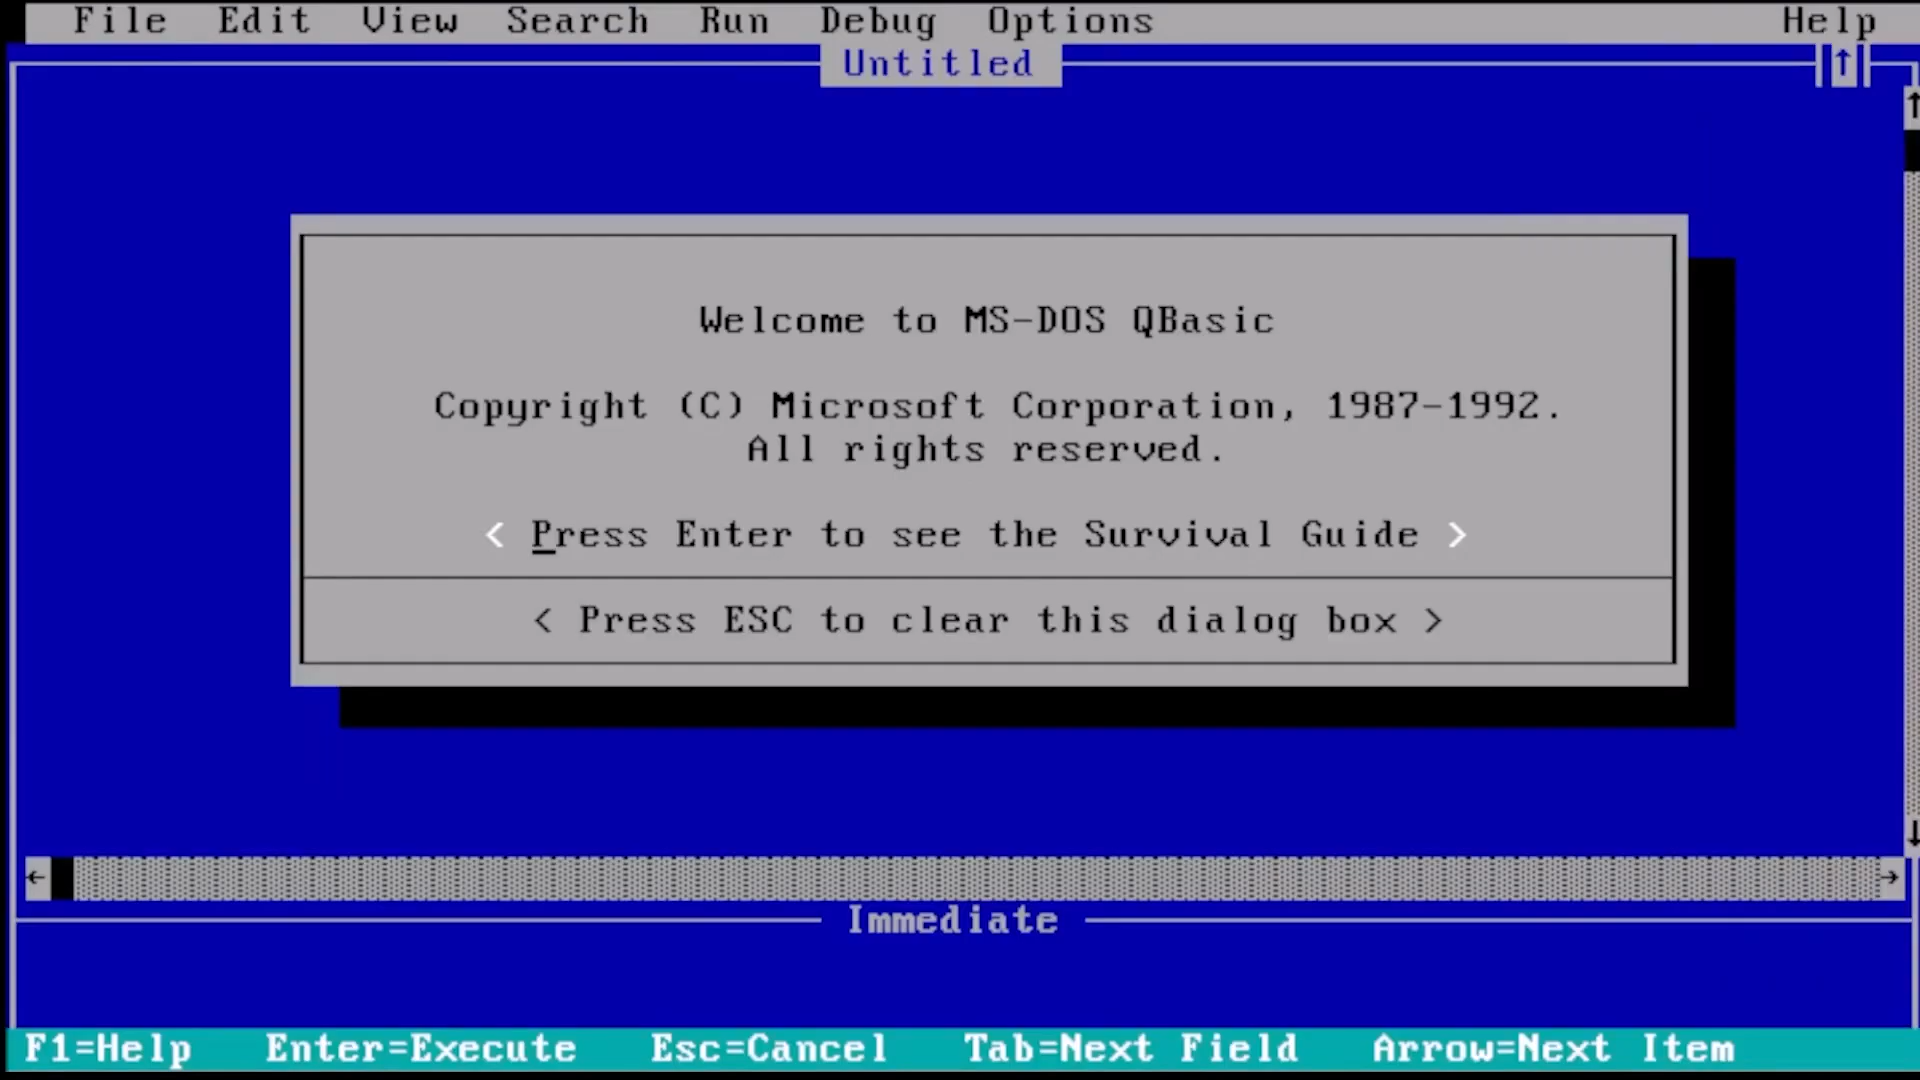 File Edit View Search Run Debug Options Help
Untitled
Welcome to MS-DOS QBasic
Copyright (C) Microsoft Corporation, 1987-1992.
All rights reserved.
< Press Enter to see the Survival Guide >
< Press ESC to clear this dialog box >
Immediate
F1=Help Enter=Execute Esc=Cancel Tab=Next Field Arrow=Next Item